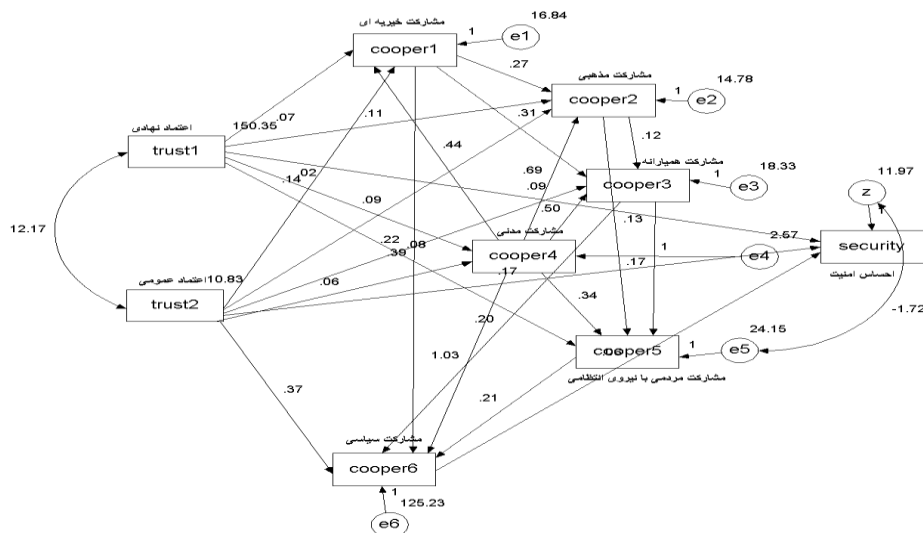 مشارکت خیریه ای
16.84
1
cooper1
e1
.27
مشارکت مذهبی
14.78
1
cooper2
e2
.07
150.35
.11
.31
اعتماد نهادی
.44
.12
مشارکت همیارانه
18.33
trust1
.14
.02
.69
cooper3
1
e3
11.97
.09
.09
.50
z
.13
مشارکت مدنی
12.17
.22
.08
cooper4
1
e4
2.57
security
.39
.17
.17
احساس امنیت
اعتماد عمومی
10.83
.06
trust2
.34
.20
-1.72
24.15
1.03
cooper5
1
e5
مشارکت مردمی با نیروی انتظامی
.37
.21
مشارکت سیاسی
cooper6
1
125.23
e6